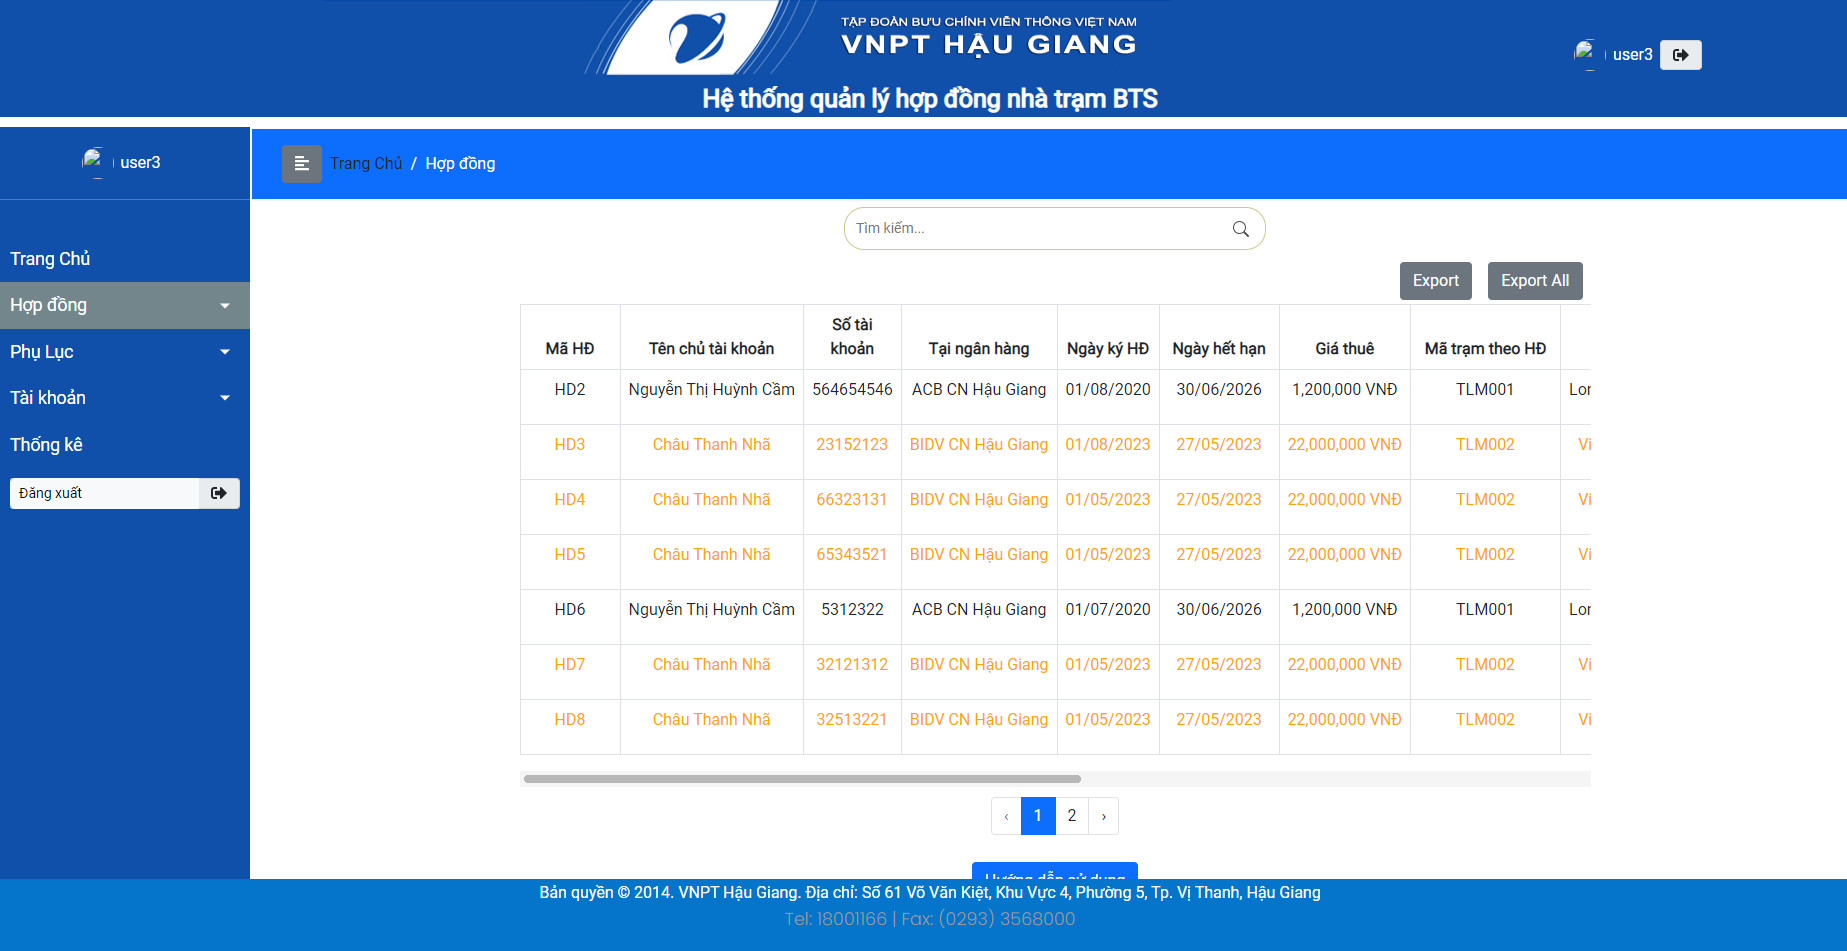 TẬP ĐOÀN BƯU CHÍNH VIỄN THÔNG VIỆT NAM
VNPT HẬU GIANG
Hệ thống quản lý hợp đồng nhà trạm BTS
user3
user3
Trang Chủ / Hợp đồng
Trang Chủ
Hợp đồng
Phụ Lục
Tài khoản
Thống kê
Đăng xuất
Tìm kiếm...
Export Export All
Mã HĐ Tên chủ tài khoản Số tài khoản Tại ngân hàng Ngày ký HĐ Ngày hết hạn Giá thuê Mã trạm theo HĐ
HD2 Nguyễn Thị Huỳnh Cầm 564654546 ACB CN Hậu Giang 01/08/2020 30/06/2026 1,200,000 VNĐ TLM001 Lor
HD3 Châu Thanh Nhã 23152123 BIDV CN Hậu Giang 01/08/2023 27/05/2023 22,000,000 VNĐ TLM002 Vi
HD4 Châu Thanh Nhã 66323131 BIDV CN Hậu Giang 01/05/2023 27/05/2023 22,000,000 VNĐ TLM002 Vi
HD5 Châu Thanh Nhã 65343521 BIDV CN Hậu Giang 01/05/2023 27/05/2023 22,000,000 VNĐ TLM002 Vi
HD6 Nguyễn Thị Huỳnh Cầm 5312322 ACB CN Hậu Giang 01/07/2020 30/06/2026 1,200,000 VNĐ TLM001 Lor
HD7 Châu Thanh Nhã 32121312 BIDV CN Hậu Giang 01/05/2023 27/05/2023 22,000,000 VNĐ TLM002 Vi
HD8 Châu Thanh Nhã 32513221 BIDV CN Hậu Giang 01/05/2023 27/05/2023 22,000,000 VNĐ TLM002 Vi
‹ 1 2 ›
Hướng dẫn sử dụng
Bản quyền © 2014. VNPT Hậu Giang. Địa chỉ: Số 61 Võ Văn Kiệt, Khu Vực 4, Phường 5, Tp. Vị Thanh, Hậu Giang
Tel: 18001166 | Fax: (0293) 3568000